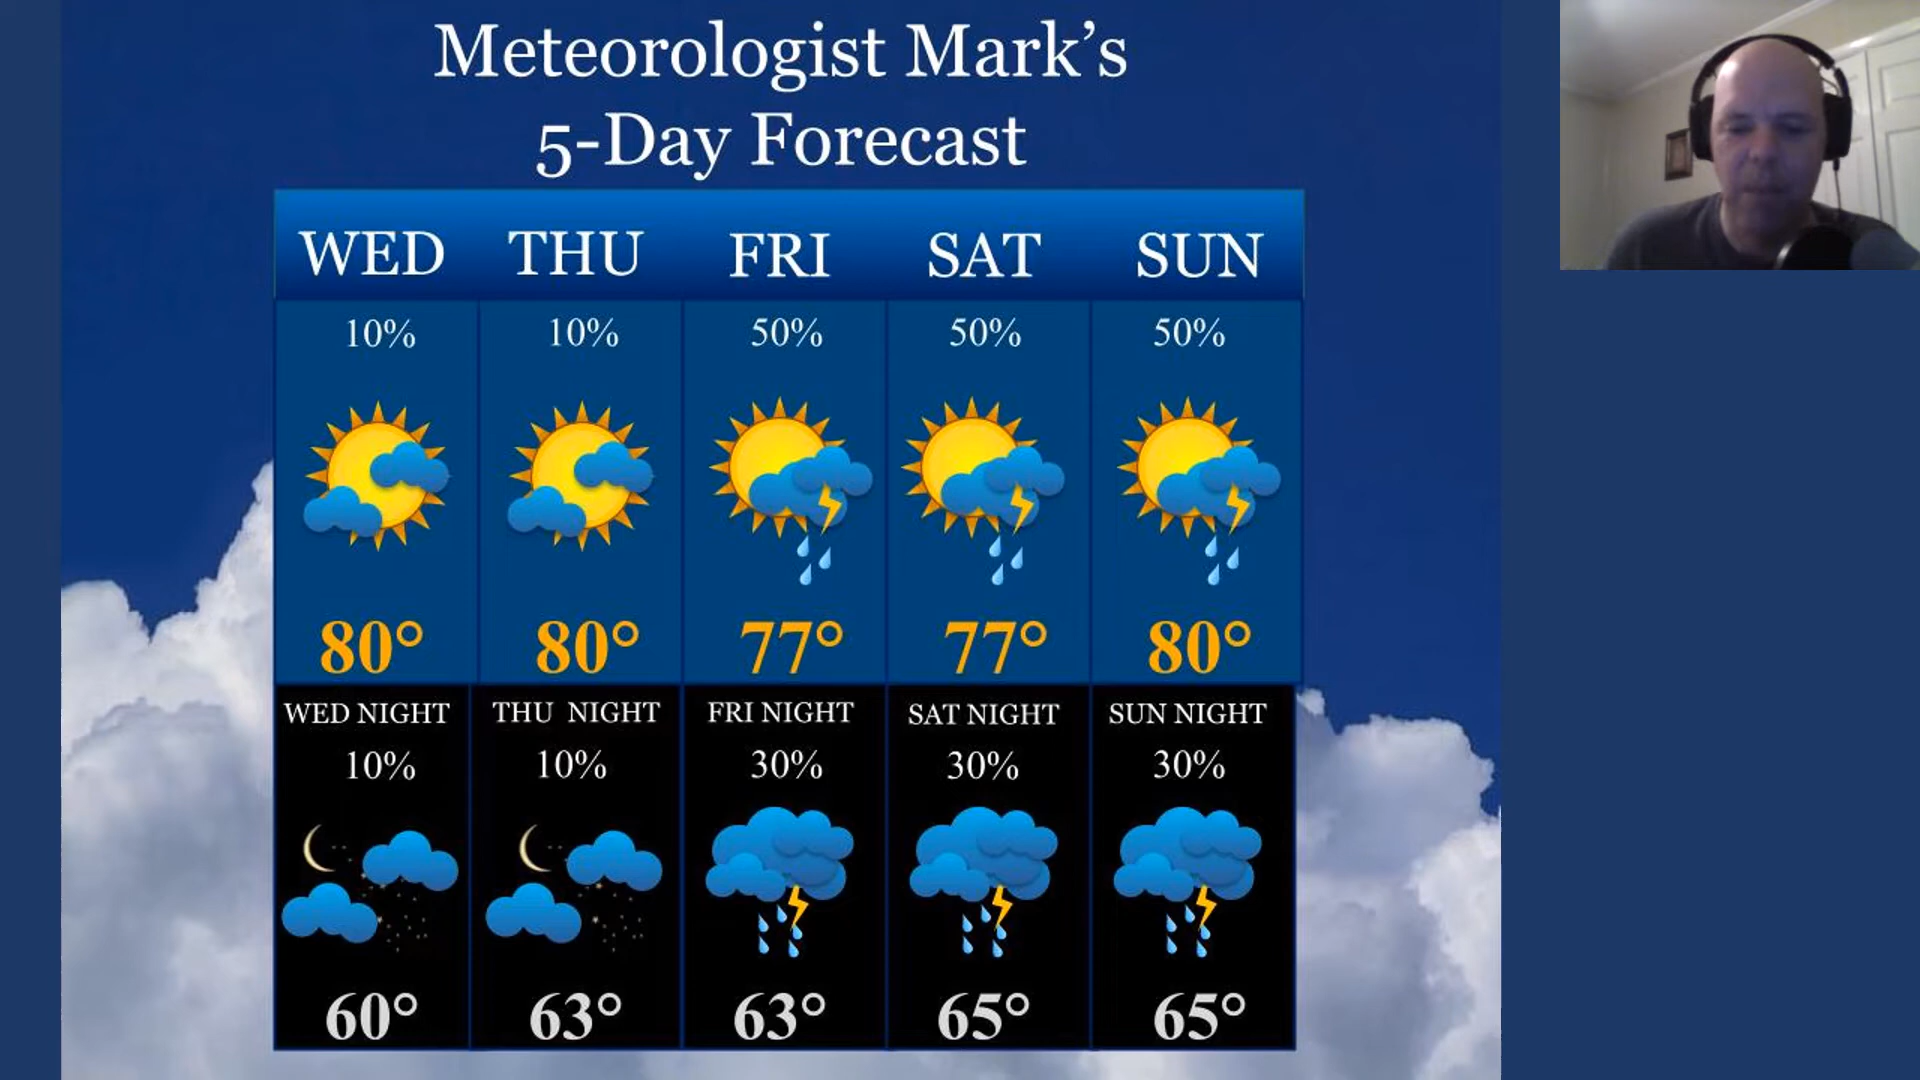 Meteorologist Mark's
5-Day Forecast
WED THU FRI SAT SUN
10% 10% 50% 50% 50%
80° 80° 77° 77° 80°
WED NIGHT THU NIGHT FRI NIGHT SAT NIGHT SUN NIGHT
10% 10% 30% 30% 30%
60° 63° 63° 65° 65°